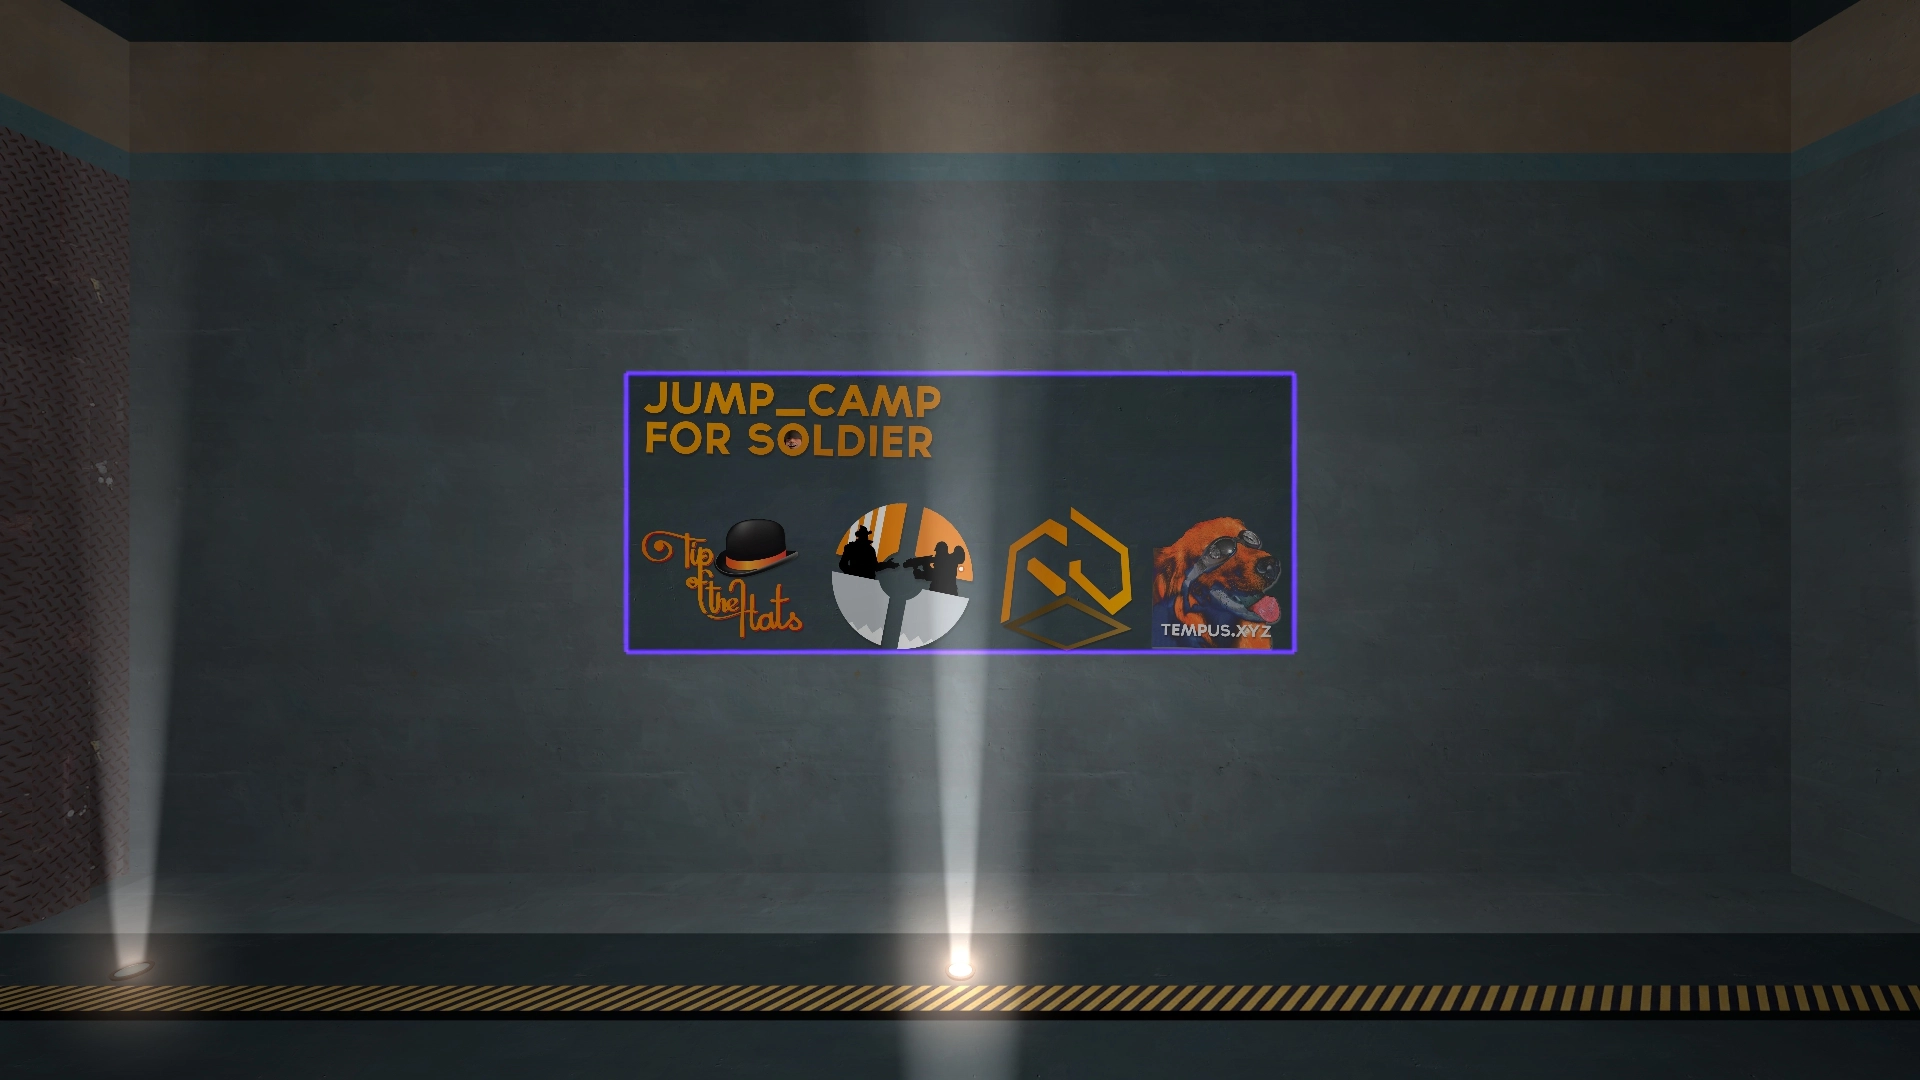 JUMP_CAMP
FOR SOLDIER
Tip
of
the Hats
TEMPUS.XYZ